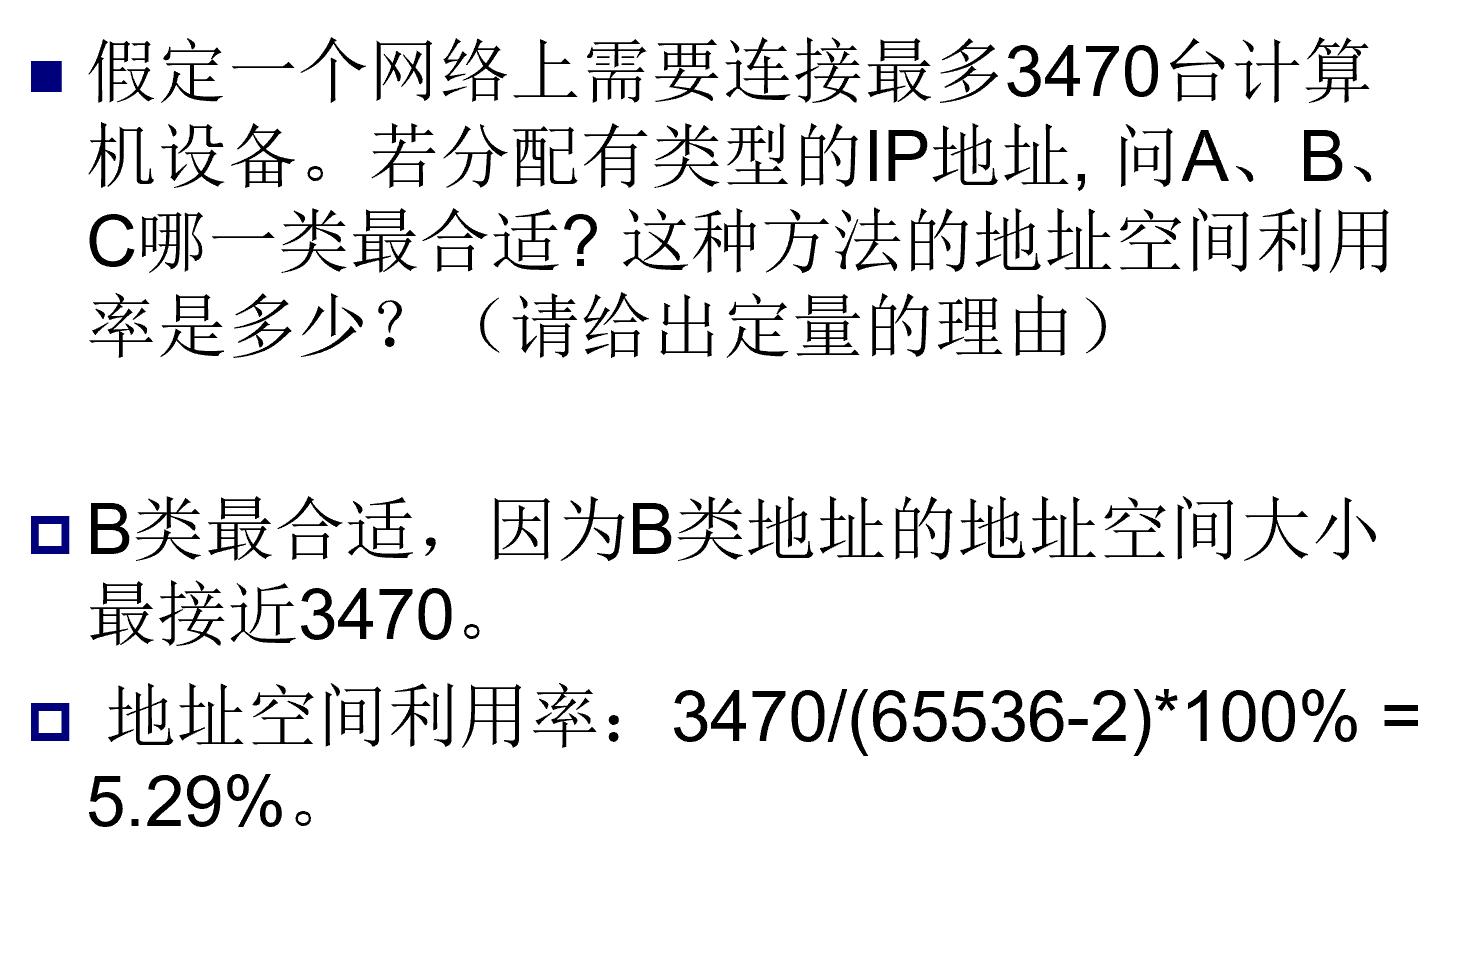 假定一个网络上需要连接最多3470台计算
机设备。若分配有类型的IP地址, 问A、B、
C哪一类最合适? 这种方法的地址空间利用
率是多少？（请给出定量的理由）
B类最合适，因为B类地址的地址空间大小
最接近3470。
地址空间利用率：3470/(65536-2)*100% =
5.29%。